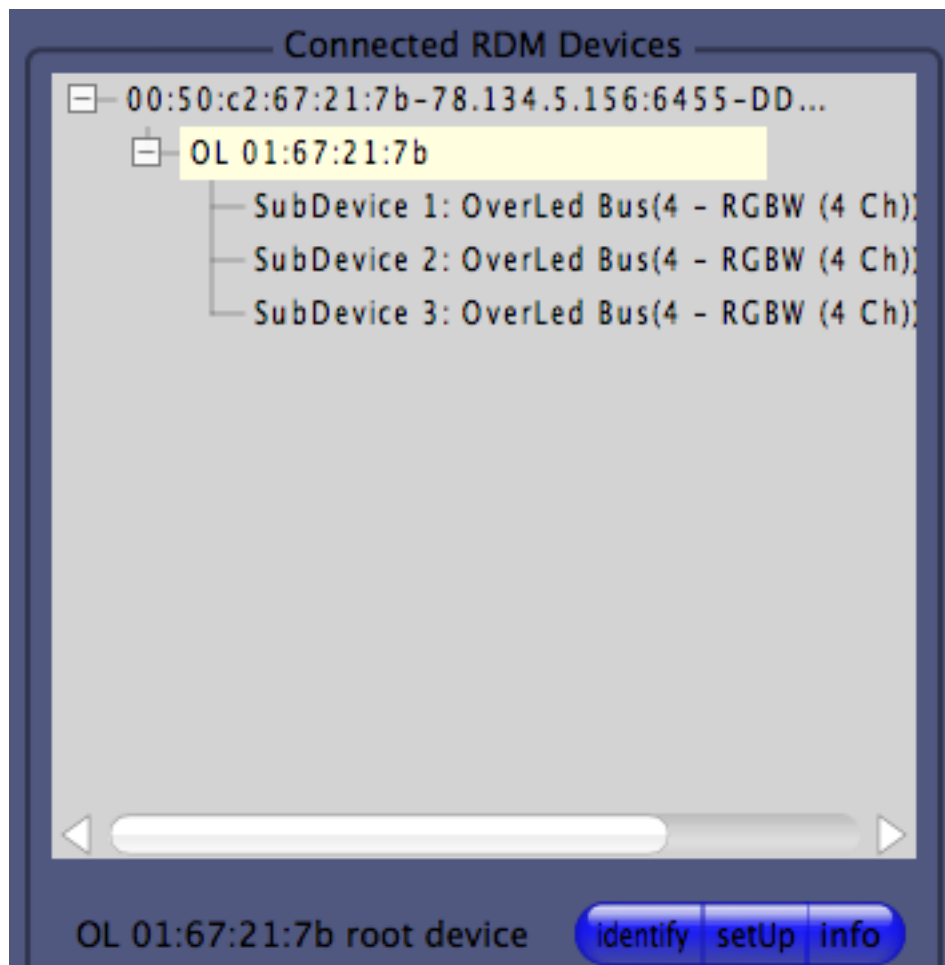 Connected RDM Devices
00:50:c2:67:21:7b-78.134.5.156:6455-DD...
OL 01:67:21:7b
SubDevice 1: OverLed Bus(4 - RGBW (4 Ch))
SubDevice 2: OverLed Bus(4 - RGBW (4 Ch))
SubDevice 3: OverLed Bus(4 - RGBW (4 Ch))
OL 01:67:21:7b root device identify setUp info